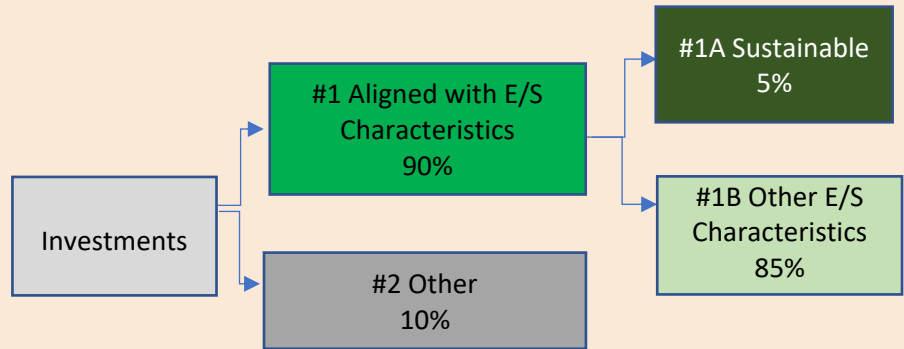 Investments
#1 Aligned with E/S
Characteristics
90%
#2 Other
10%
#1A Sustainable
5%
#1B Other E/S
Characteristics
85%